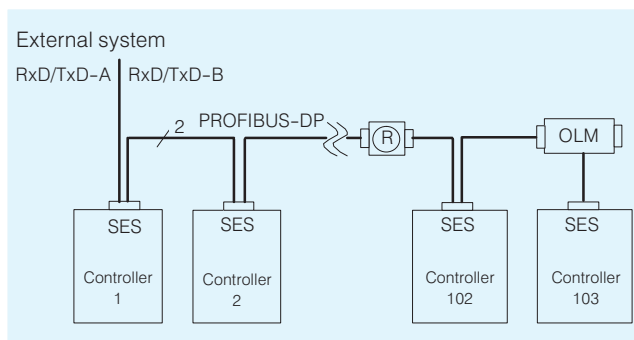 External system
RxD/TxD-A RxD/TxD-B
2 PROFIBUS-DP
R
OLM
SES SES SES SES
Controller Controller Controller Controller
1 2 102 103